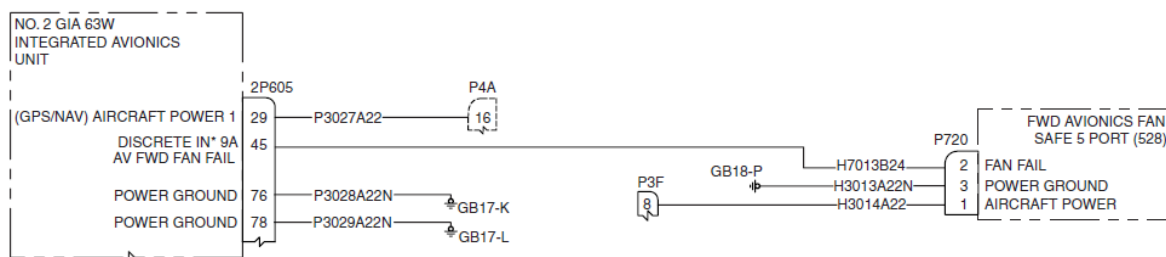 NO. 2 GIA 63W
INTEGRATED AVIONICS
UNIT
2P605
P4A
(GPS/NAV) AIRCRAFT POWER 1 29 P3027A22 16
DISCRETE IN* 9A 45
AV FWD FAN FAIL
POWER GROUND 76 P3028A22N GB17-K
POWER GROUND 78 P3029A22N GB17-L
FWD AVIONICS FAN
SAFE 5 PORT (528)
P720
H7013B24 2 FAN FAIL
GB18-P H3013A22N 3 POWER GROUND
P3F
8 H3014A22 1 AIRCRAFT POWER